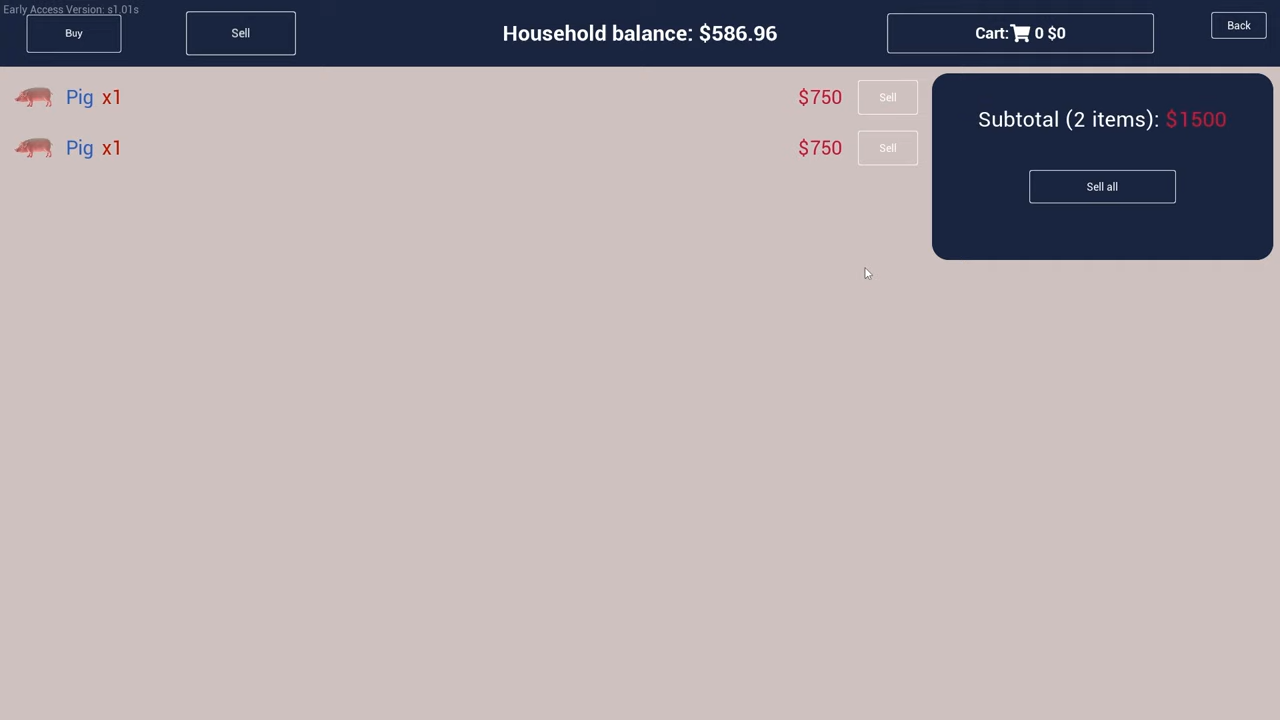 Early Access Version: s1.01s
Buy
Sell
Household balance: $586.96
Cart: 0 $0
Back
Pig x1
$750
Sell
Pig x1
$750
Sell
Subtotal (2 items): $1500
Sell all